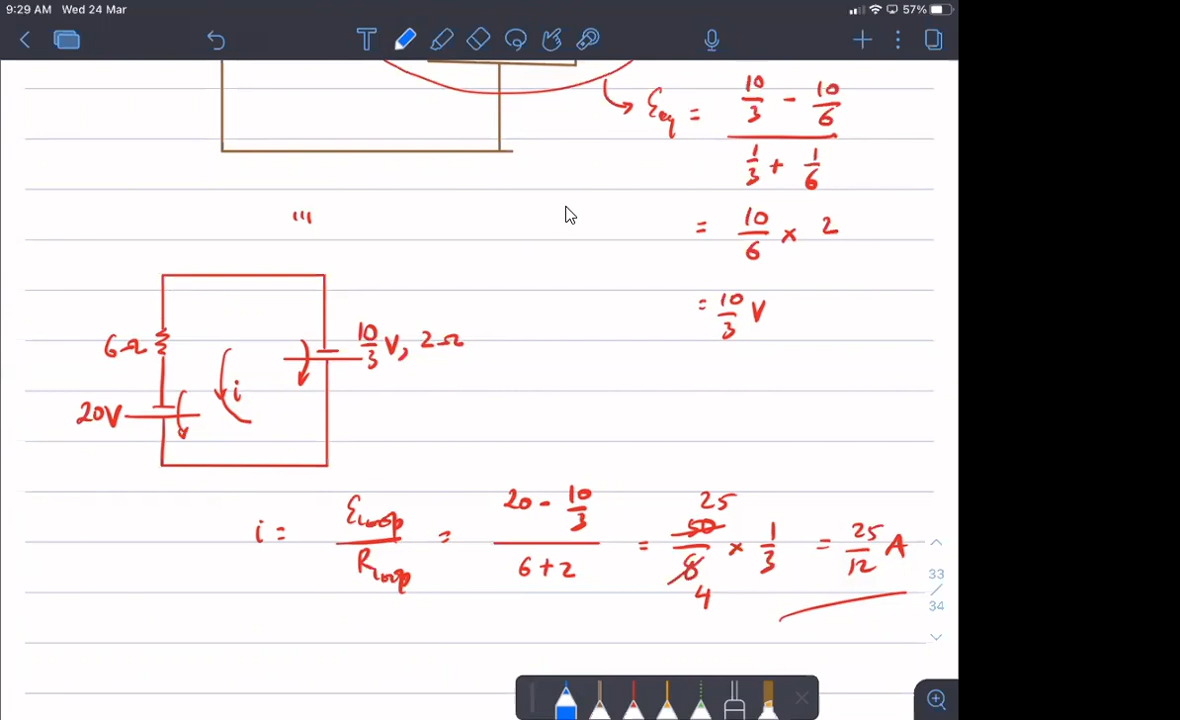 9:29 AM Wed 24 Mar
57%
T
Ɛeq = (10/3 - 10/6) / (1/3 + 1/6)
= 10/6 × 2
= 10/3 V
6Ω
10/3 V, 2Ω
i
20V
i = Ɛloop / Rloop = (20 - 10/3) / (6+2) = 50/8 × 1/3 = 25/12 A
25
4
33
/
34